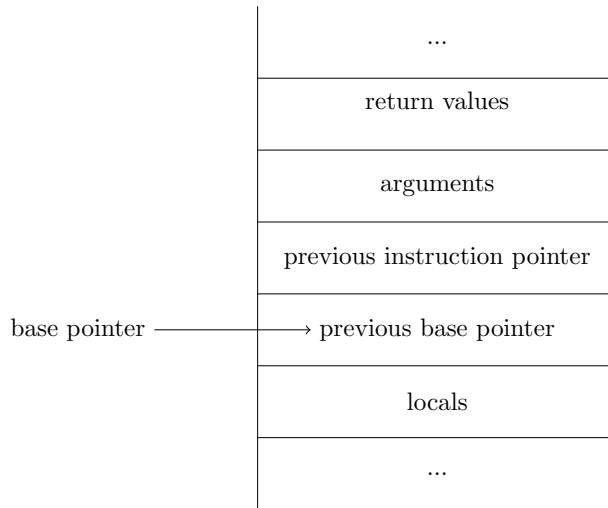 ...
return values
arguments
previous instruction pointer
base pointer
previous base pointer
locals
...